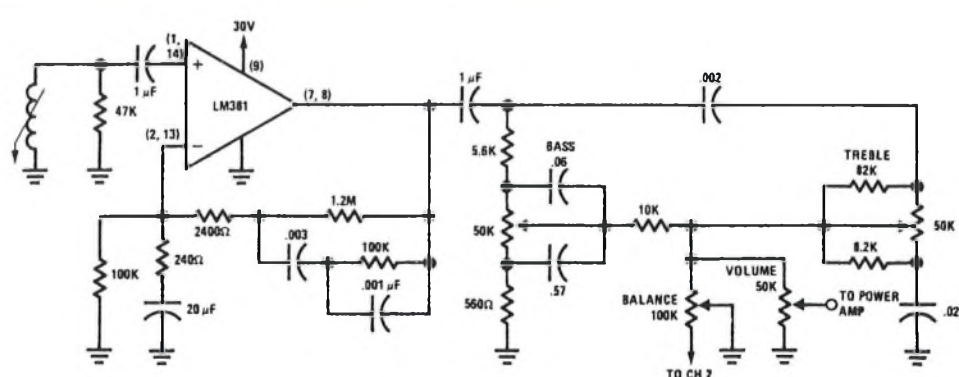 30V
(1,
14)
+
(9)
1 μF
LM381
47K
(7, 8)
(2, 13)
−
1 μF
.002
5.6K
BASS
.06
TREBLE
82K
1.2M
2400Ω
10K
50K
50K
.003
100K
100K
240Ω
8.2K
.57
VOLUME
50K
.001 μF
20 μF
560Ω
BALANCE
100K
TO POWER
AMP
.02
TO CH 2